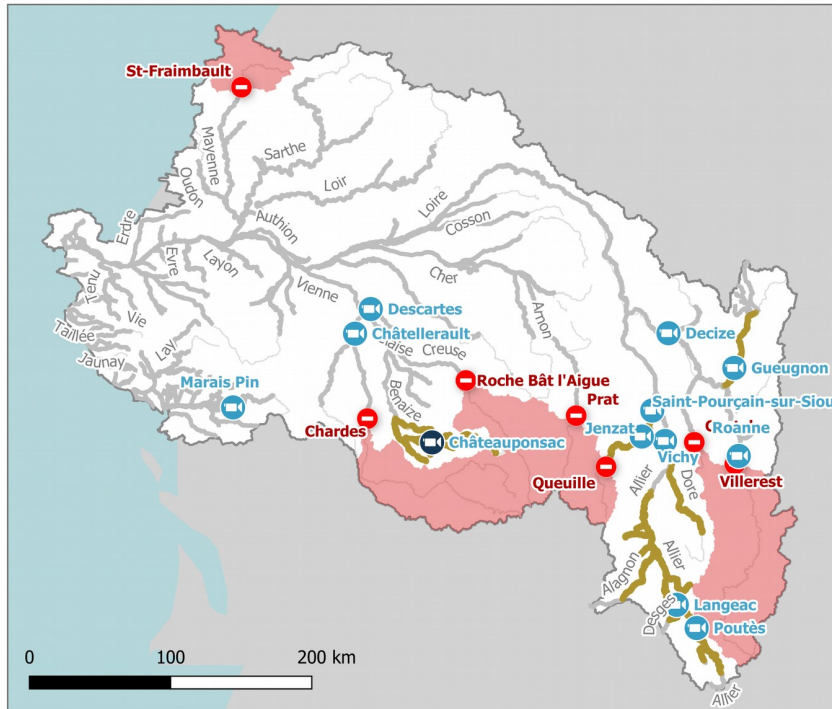 St-Fraimbault
Mayenne
Sarthe
Oudon
Loir
Loire
Erdre
Authion
Cosson
Evre
Layon
Cher
Tenu
Vienne
Arnon
Vie
Descartes
Taillée
Lay
Châtellerault
Decize
Jaunay
Creuse
Gueugnon
Marais Pin
Roche Bât l'Aigue
Benaize
Prat
Saint-Pourçain-sur-Siou
Chardes
Jenzat
Roanne
Châteauponsac
Vichy
Queuille
Allier
Dore
Villerest
Allier
Alagnon
Desges
Langeac
Poutès
0 100 200 km
Allier